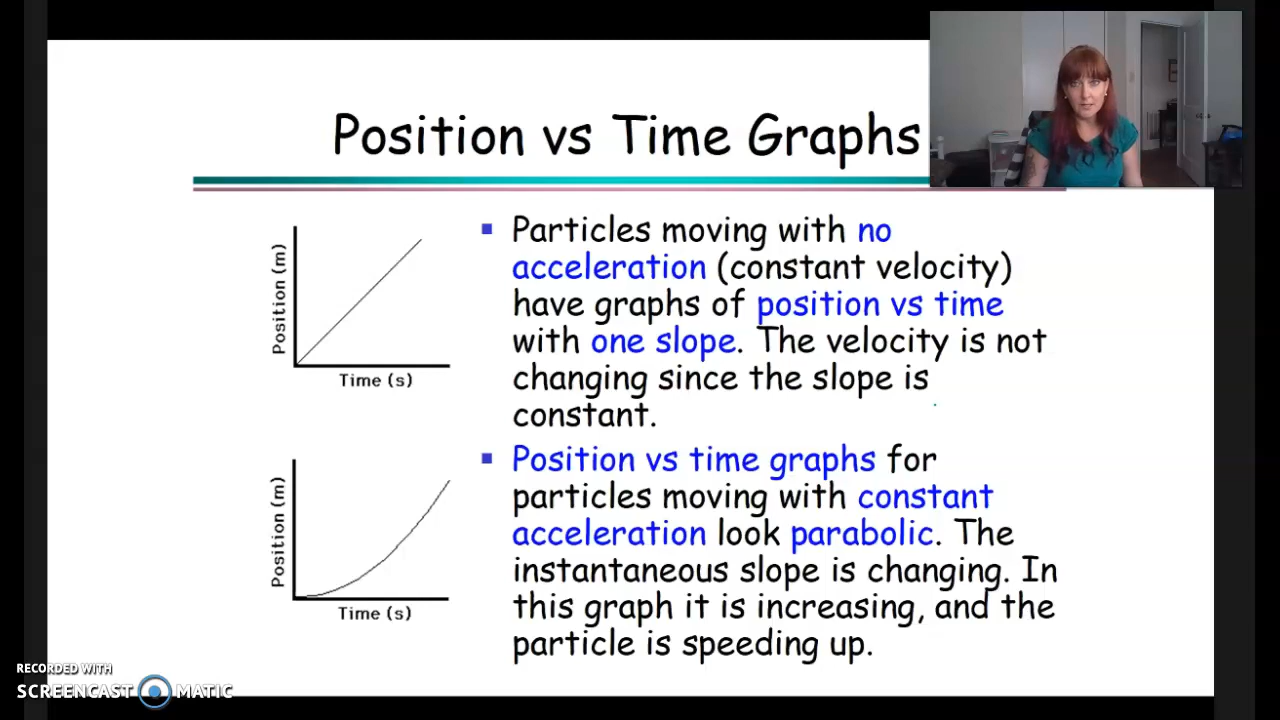 Position vs Time Graphs
Position (m)
Time (s)
Particles moving with no
acceleration (constant velocity)
have graphs of position vs time
with one slope. The velocity is not
changing since the slope is
constant.
Position (m)
Time (s)
Position vs time graphs for
particles moving with constant
acceleration look parabolic. The
instantaneous slope is changing. In
this graph it is increasing, and the
particle is speeding up.
RECORDED WITH
SCREENCAST MATIC